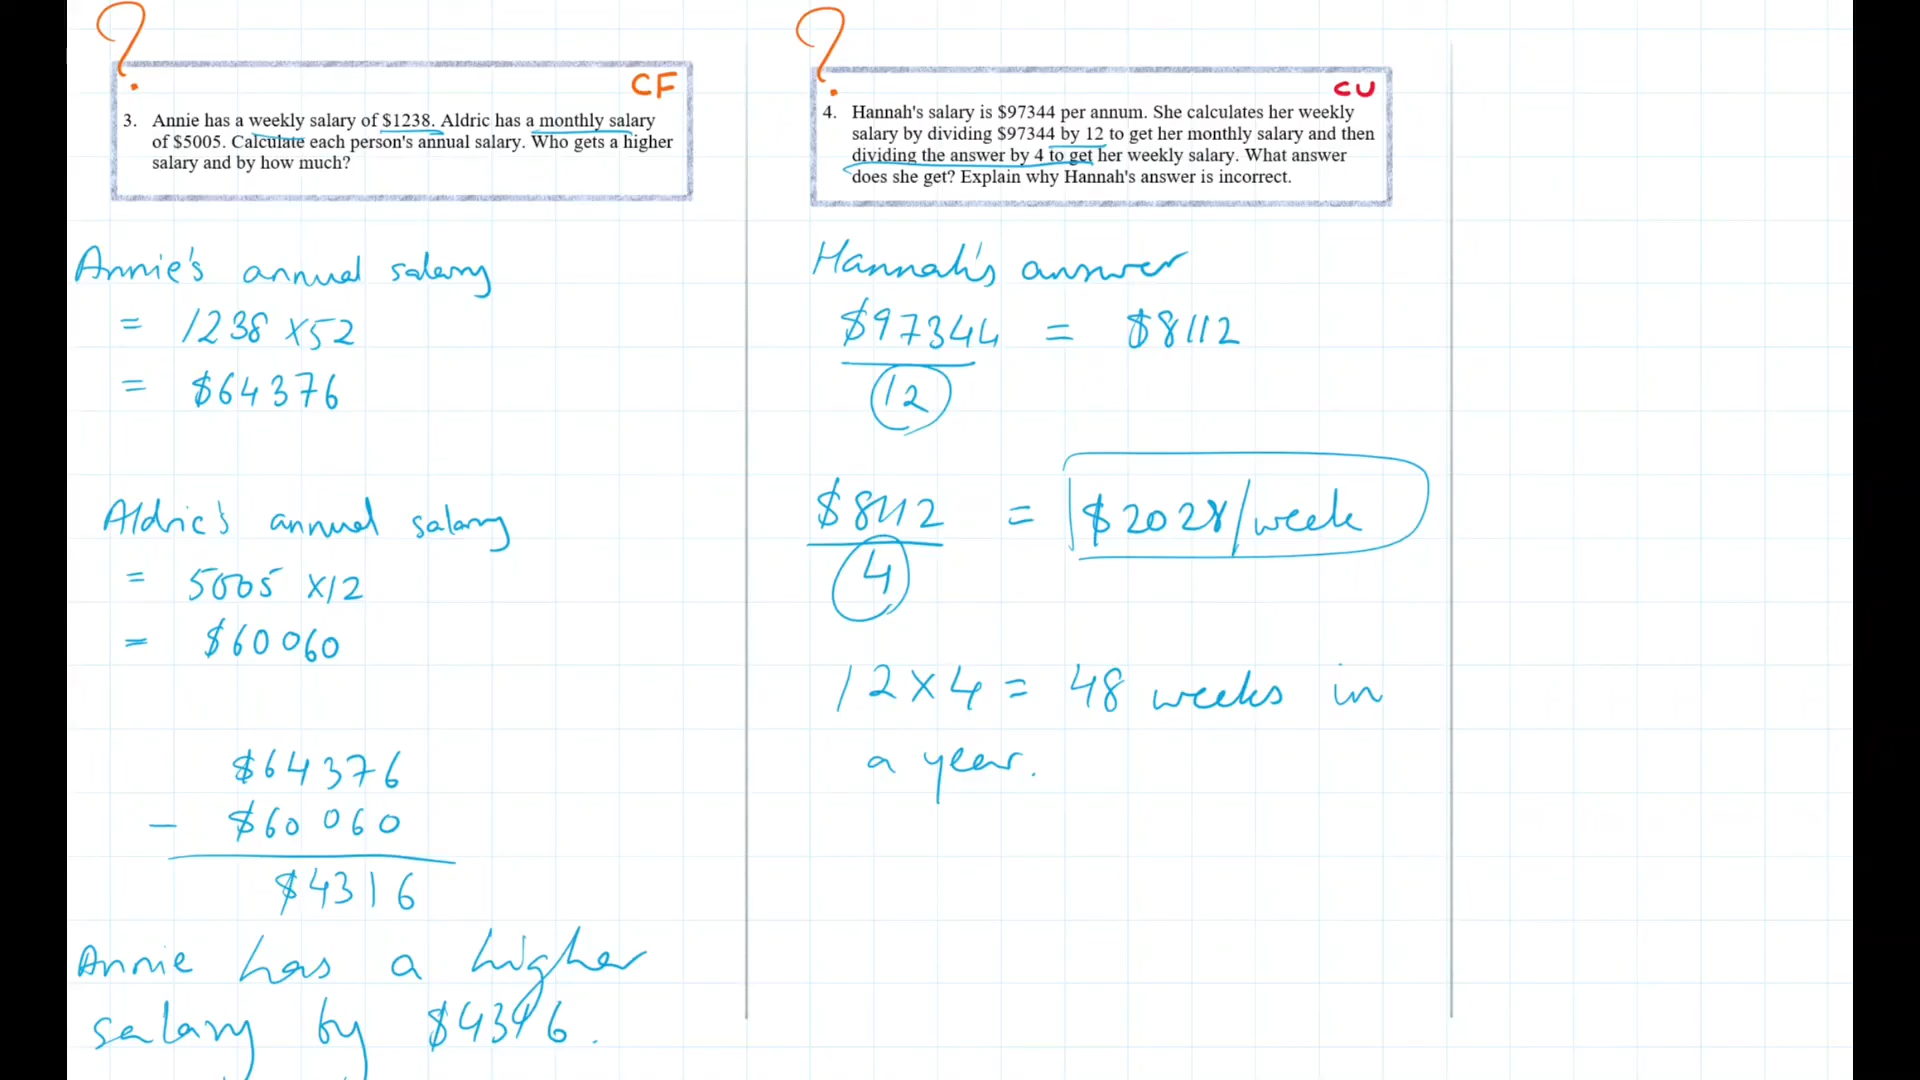 ?
CF
3. Annie has a weekly salary of $1238. Aldric has a monthly salary
of $5005. Calculate each person's annual salary. Who gets a higher
salary and by how much?
Annie's annual salary
= 1238 x 52
= $64376
Aldric's annual salary
= 5005 x 12
= $60060
$64376
- $60060
$4316
Annie has a higher
salary by $4316.
?
CU
4. Hannah's salary is $97344 per annum. She calculates her weekly
salary by dividing $97344 by 12 to get her monthly salary and then
dividing the answer by 4 to get her weekly salary. What answer
does she get? Explain why Hannah's answer is incorrect.
Hannah's answer
$97344 = $8112
12
$8112 = $2028/week
4
12 x 4 = 48 weeks in
a year.